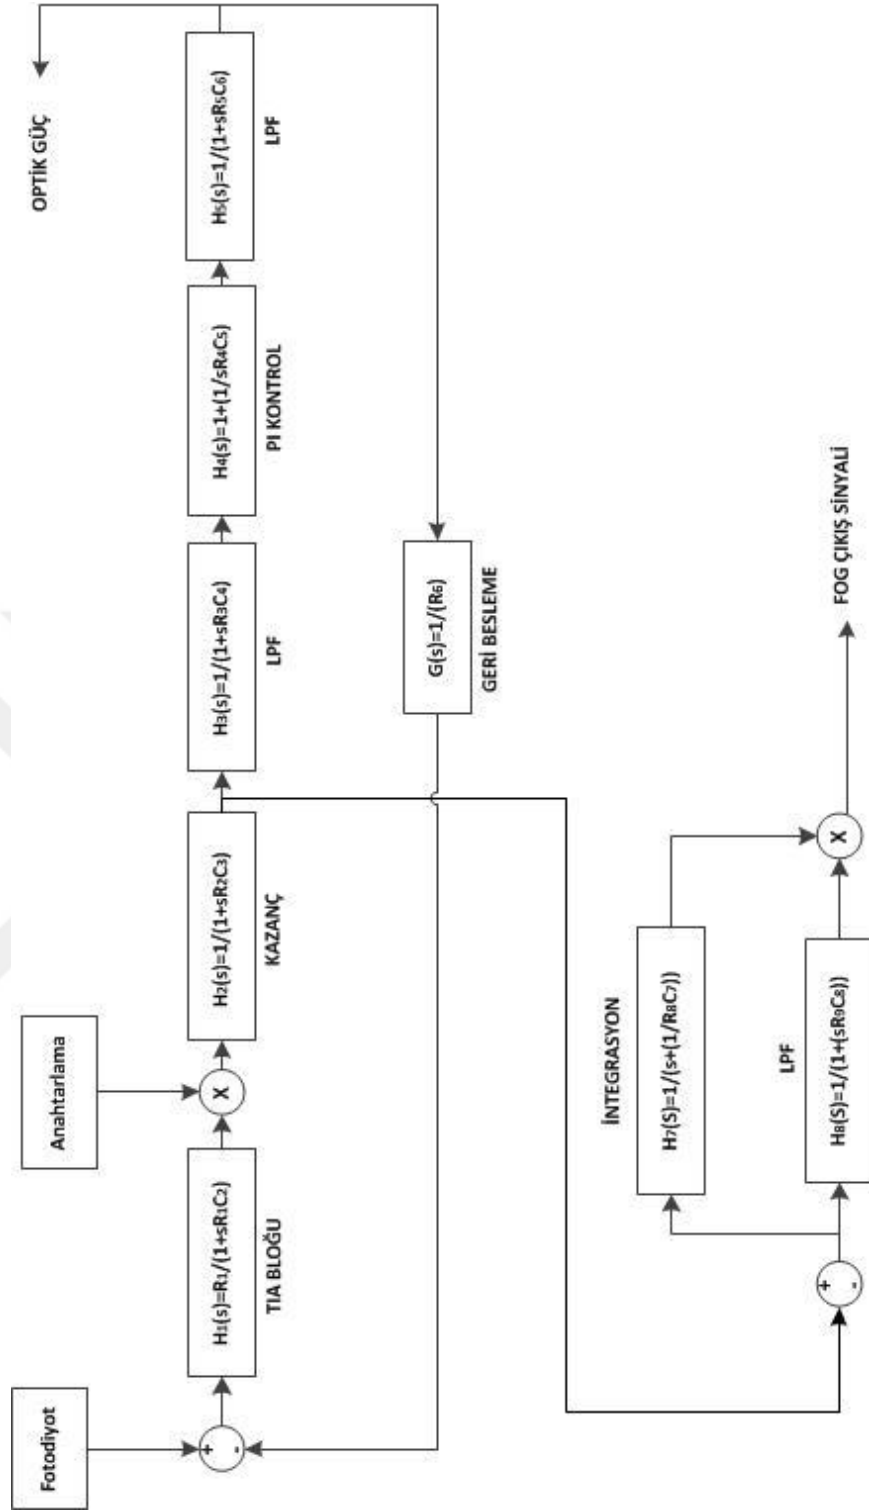 Fotodiyot
+
-
H1(s)=R1/(1+sR1C2)
TIA BLOĞU
Anahtarlama
X
H2(s)=1/(1+sR2C3)
KAZANÇ
H3(s)=1/(1+sR3C4)
LPF
H4(s)=1+(1/sR4C5)
PI KONTROL
H5(s)=1/(1+sR5C6)
LPF
OPTİK GÜÇ
G(s)=1/(R6)
GERİ BESLEME
+
-
İNTEGRASYON
H7(S)=1/(s+(1/R8C7))
LPF
H8(S)=1/(1+(sR9C8))
X
FOG ÇIKIŞ SİNYALİ